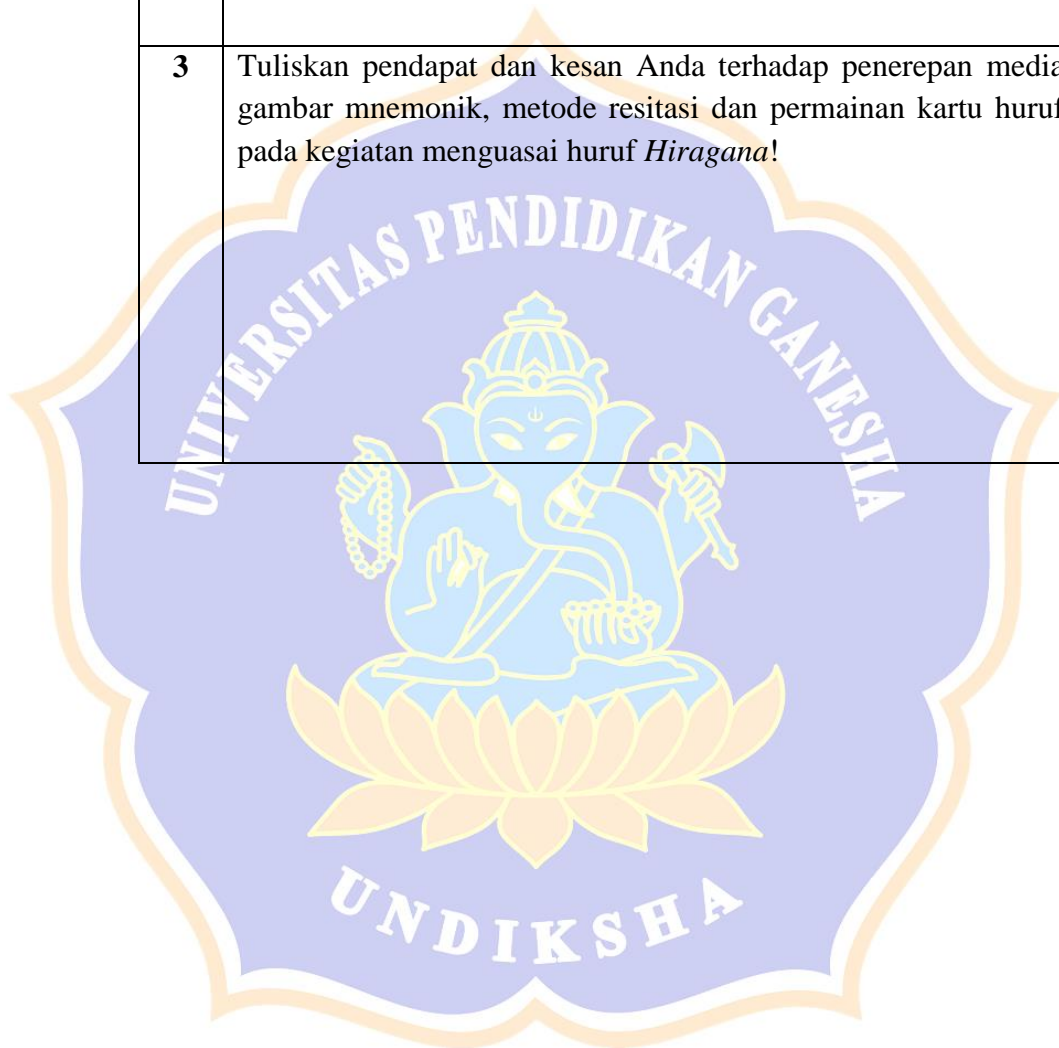 3 Tuliskan pendapat dan kesan Anda terhadap penerepan media
gambar mnemonik, metode resitasi dan permainan kartu huruf
pada kegiatan menguasai huruf Hiragana!
UNIVERSITAS PENDIDIKAN GANESHA
UNDIKSHA